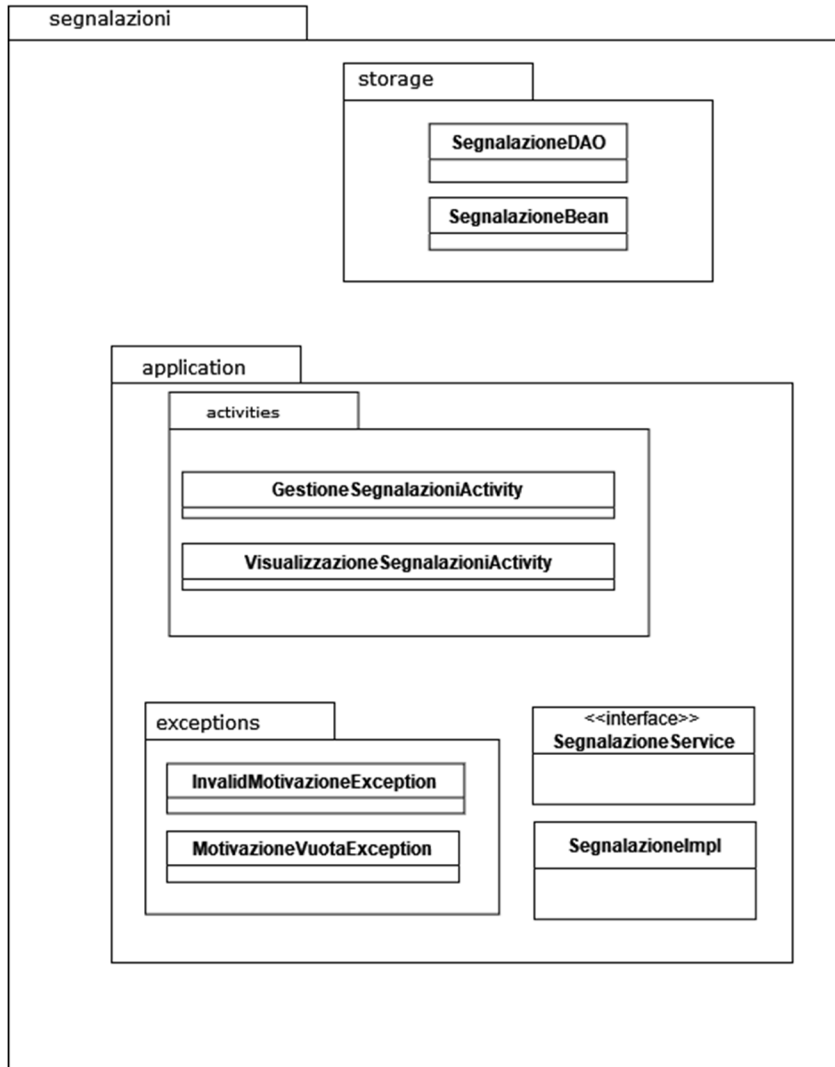 segnalazioni
storage
SegnalazioneDAO
SegnalazioneBean
application
activities
GestioneSegnalazioniActivity
VisualizzazioneSegnalazioniActivity
exceptions
InvalidMotivazioneException
MotivazioneVuotaException
<<interface>>
SegnalazioneService
SegnalazioneImpl